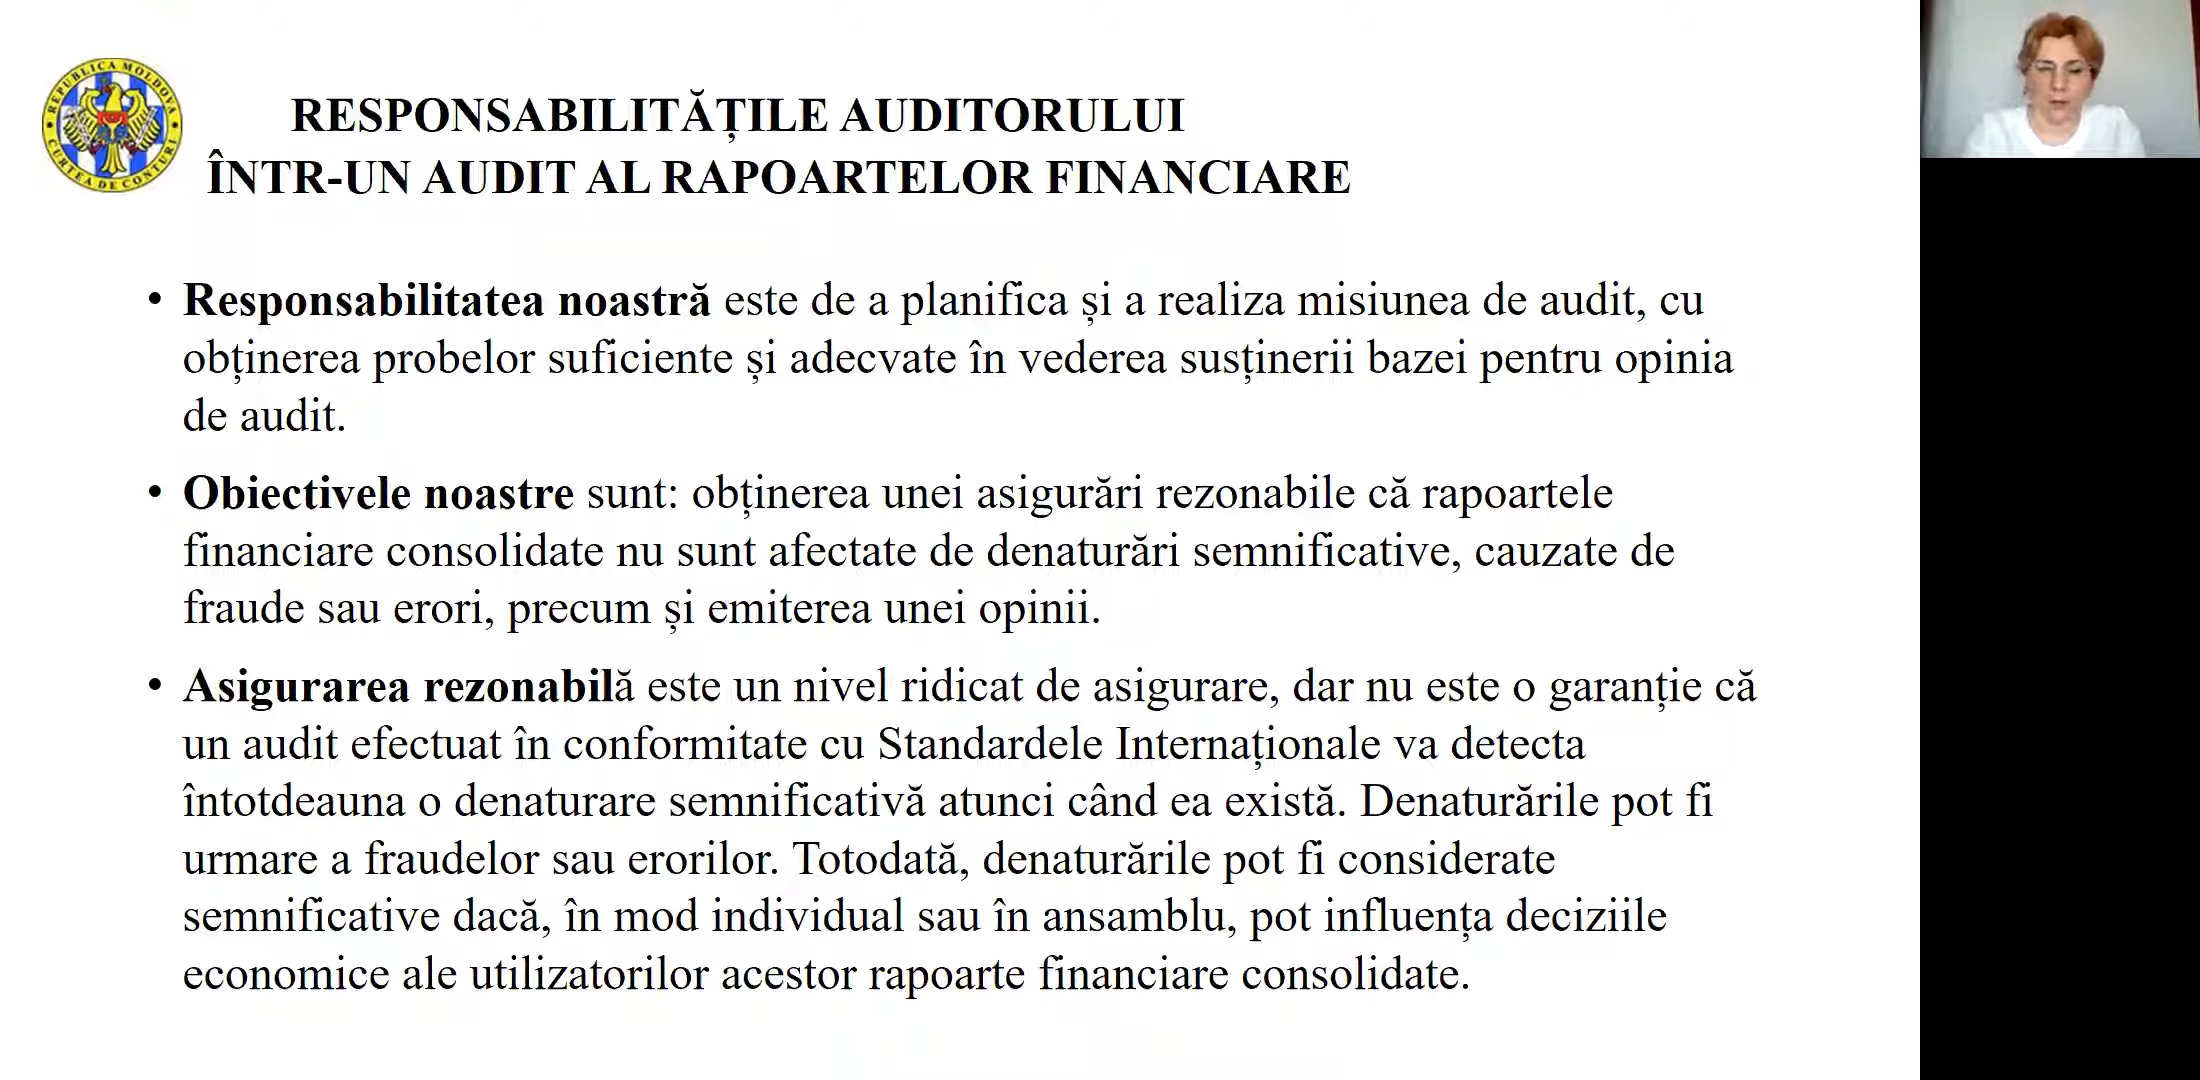 REPUBLICA MOLDOVA
CURTEA DE CONTURI
RESPONSABILITĂȚILE AUDITORULUI
ÎNTR-UN AUDIT AL RAPOARTELOR FINANCIARE
• Responsabilitatea noastră este de a planifica și a realiza misiunea de audit, cu
obținerea probelor suficiente și adecvate în vederea susținerii bazei pentru opinia
de audit.
• Obiectivele noastre sunt: obținerea unei asigurări rezonabile că rapoartele
financiare consolidate nu sunt afectate de denaturări semnificative, cauzate de
fraude sau erori, precum și emiterea unei opinii.
• Asigurarea rezonabilă este un nivel ridicat de asigurare, dar nu este o garanție că
un audit efectuat în conformitate cu Standardele Internaționale va detecta
întotdeauna o denaturare semnificativă atunci când ea există. Denaturările pot fi
urmare a fraudelor sau erorilor. Totodată, denaturările pot fi considerate
semnificative dacă, în mod individual sau în ansamblu, pot influența deciziile
economice ale utilizatorilor acestor rapoarte financiare consolidate.